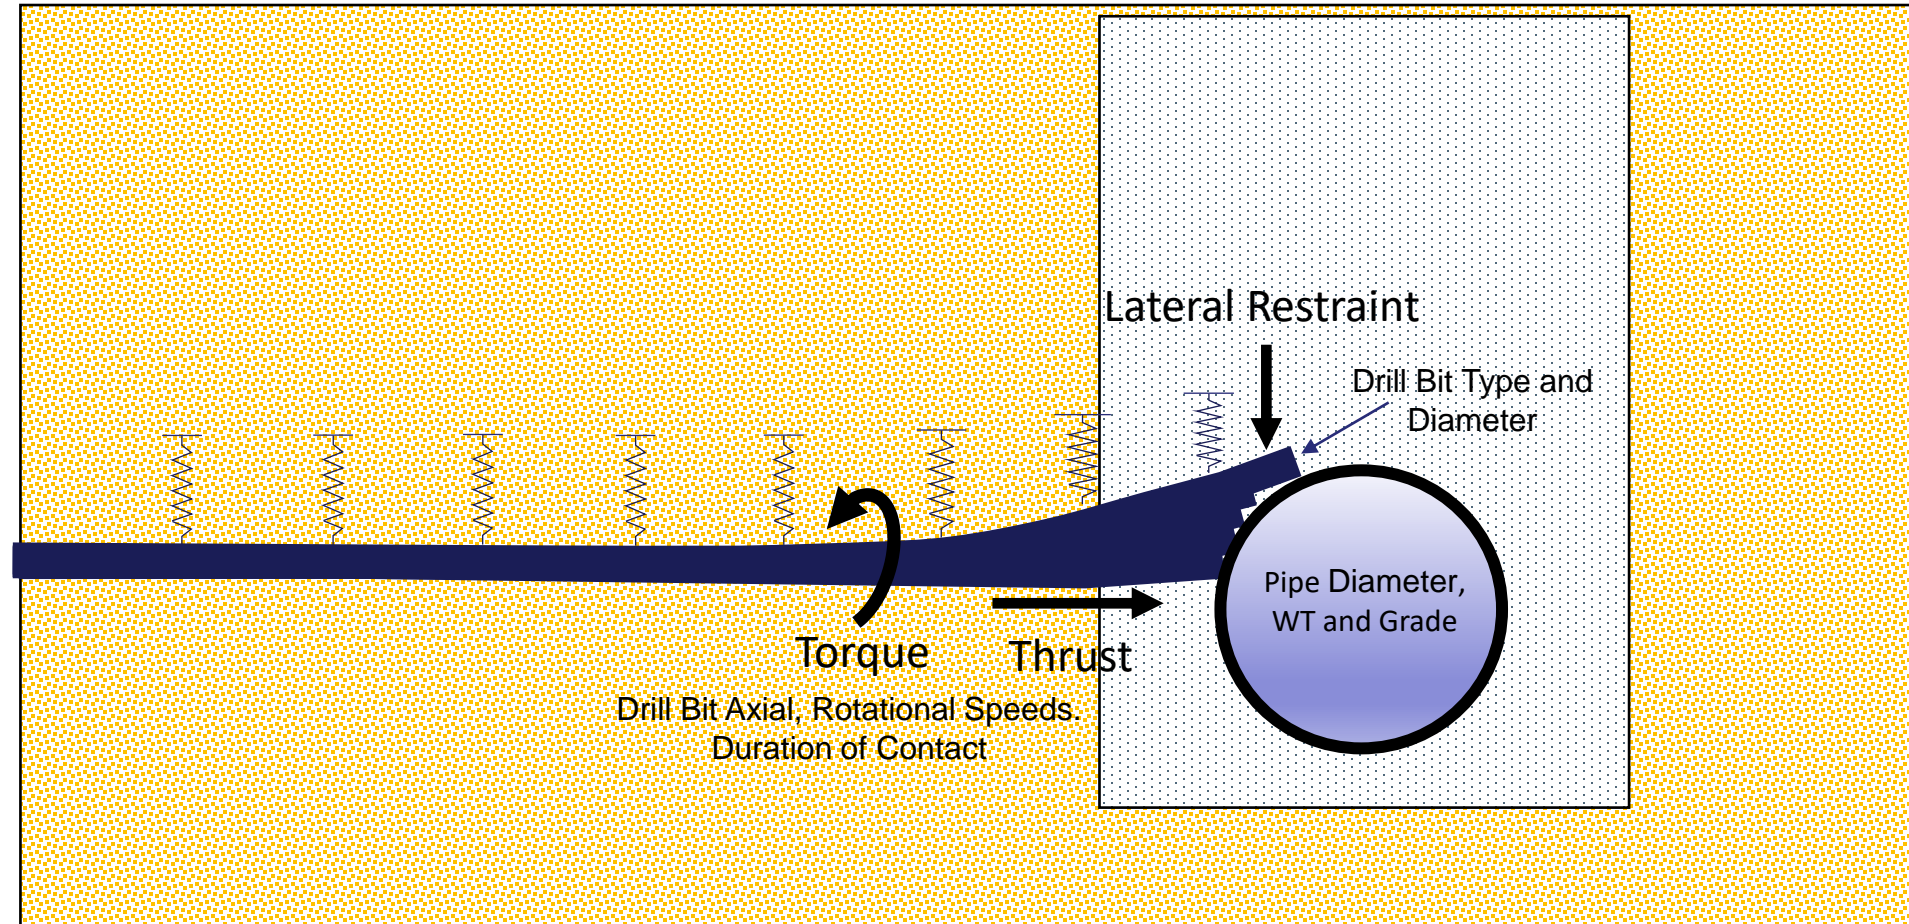 Lateral Restraint
Drill Bit Type and
Diameter
Pipe Diameter,
WT and Grade
Torque
Thrust
Drill Bit Axial, Rotational Speeds.
Duration of Contact